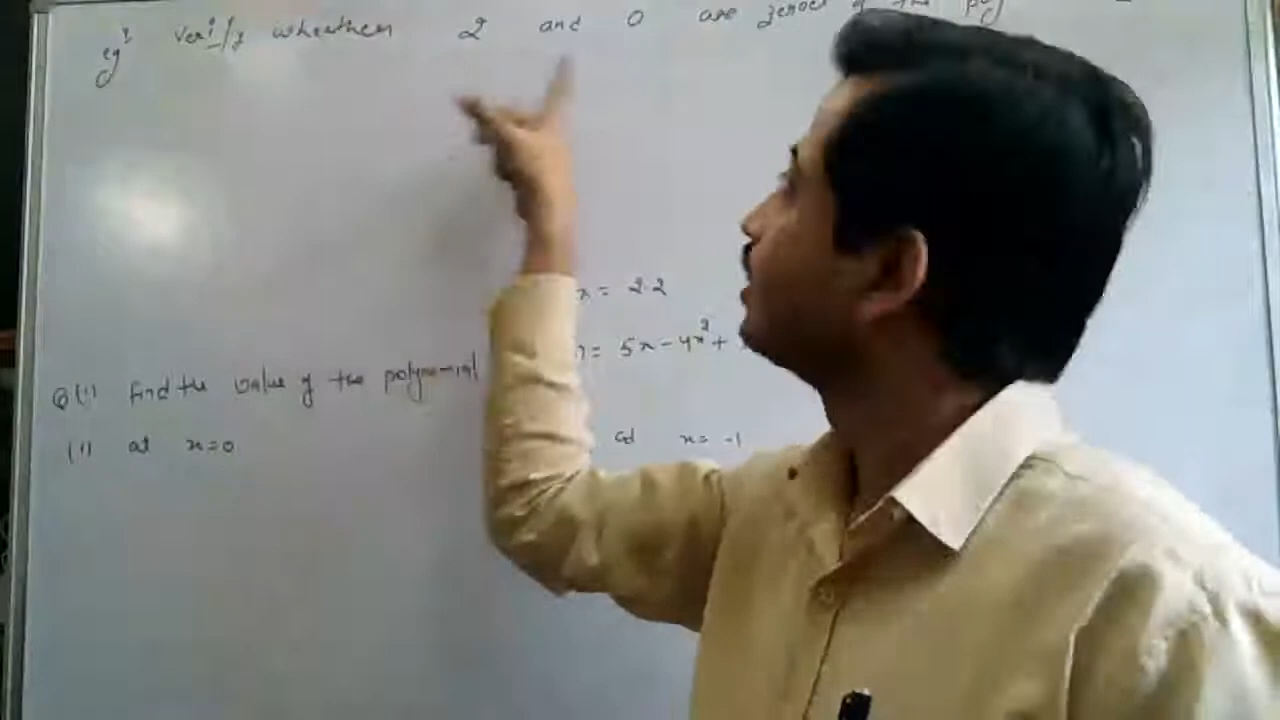 eg: Verify wheather 2 and 0 are zeroes of the poly
x = 2.2
= 5x - 4x² +
Q(1) find the value of the polynomial
(1) at x=0 x= -1